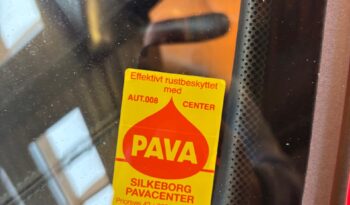 Effektivt rustbeskyttet
med
AUT.008 CENTER
PAVA
SILKEBORG
PAVACENTER